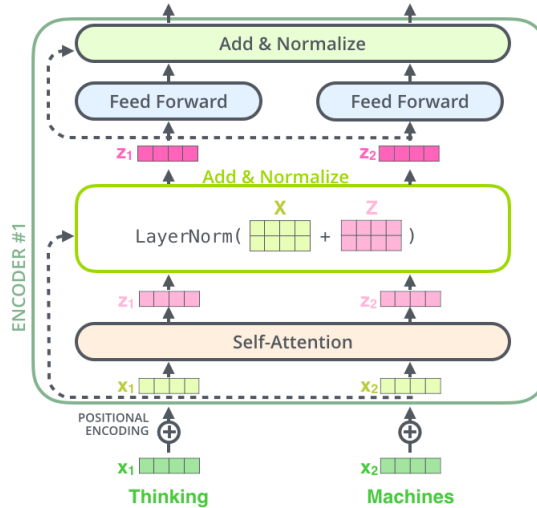 Add & Normalize
Feed Forward Feed Forward
z1 z2
Add & Normalize
X Z
LayerNorm( + )
ENCODER #1
z1 z2
Self-Attention
x1 x2
POSITIONAL
ENCODING
x1 x2
Thinking Machines